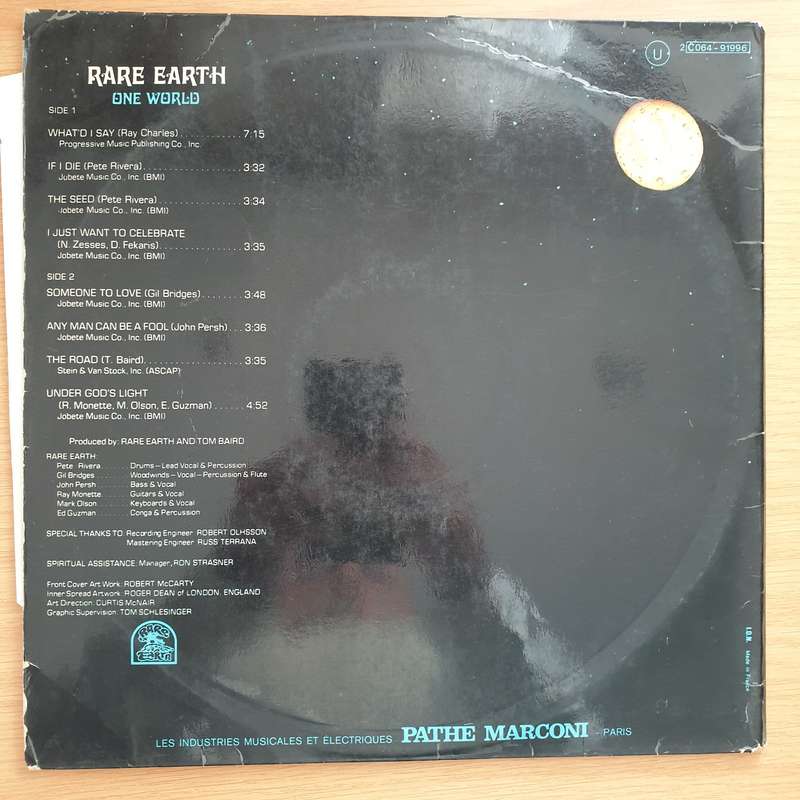 RARE EARTH
ONE WORLD
U
2C064-91996
SIDE 1
WHAT'D I SAY (Ray Charles)............7:15
Progressive Music Publishing Co., Inc.
IF I DIE (Pete Rivera)....................3:32
Jubete Music Co., Inc. (BMI)
THE SEED (Pete Rivera).................3:34
Jobete Music Co., Inc. (BMI)
I JUST WANT TO CELEBRATE
(N. Zesses, D. Fekaris)................3:35
Jobete Music Co., Inc. (BMI)
SIDE 2
SOMEONE TO LOVE (Gil Bridges)........3:48
Jobete Music Co., Inc. (BMI)
ANY MAN CAN BE A FOOL (John Persh)...3:36
Jobete Music Co., Inc. (BMI)
THE ROAD (T. Baird)....................3:35
Stein & Van Stock, Inc. (ASCAP)
UNDER GOD'S LIGHT
(R. Monette, M. Olson, E. Guzman)......4:52
Jobete Music Co., Inc. (BMI)
Produced by: RARE EARTH AND TOM BAIRD
RARE EARTH:
Pete Rivera.......Drums – Lead Vocal & Percussion
Gil Bridges.......Woodwinds – Vocal – Percussion & Flute
John Persh.......Bass & Vocal
Ray Monette.......Guitars & Vocal
Mark Olson.......Keyboards & Vocal
Ed Guzman.......Conga & Percussion
SPECIAL THANKS TO: Recording Engineer ROBERT OLHSSON
Mastering Engineer RUSS TERRANA
SPIRITUAL ASSISTANCE: Manager, RON STRASNER
Front Cover Art Work: ROBERT McCARTY
Inner Spread Artwork: ROGER DEAN of LONDON, ENGLAND
Art Direction: CURTIS McNAIR
Graphic Supervision: TOM SCHLESINGER
RARE
EARTH
I.D.N. Made in France
LES INDUSTRIES MUSICALES ET ÉLECTRIQUES PATHÉ MARCONI - PARIS